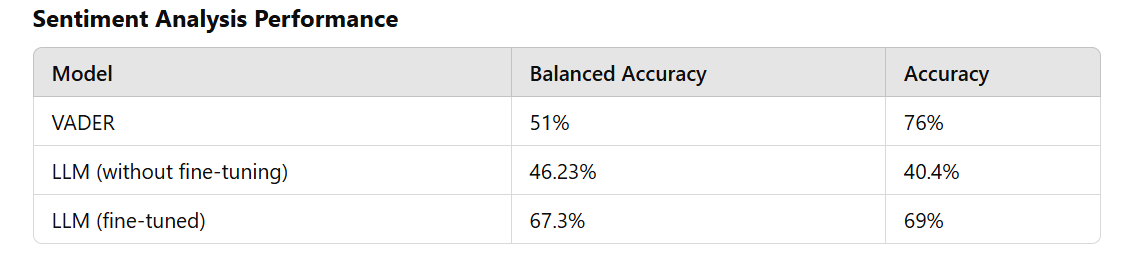 Sentiment Analysis Performance
Model Balanced Accuracy Accuracy
VADER 51% 76%
LLM (without fine-tuning) 46.23% 40.4%
LLM (fine-tuned) 67.3% 69%